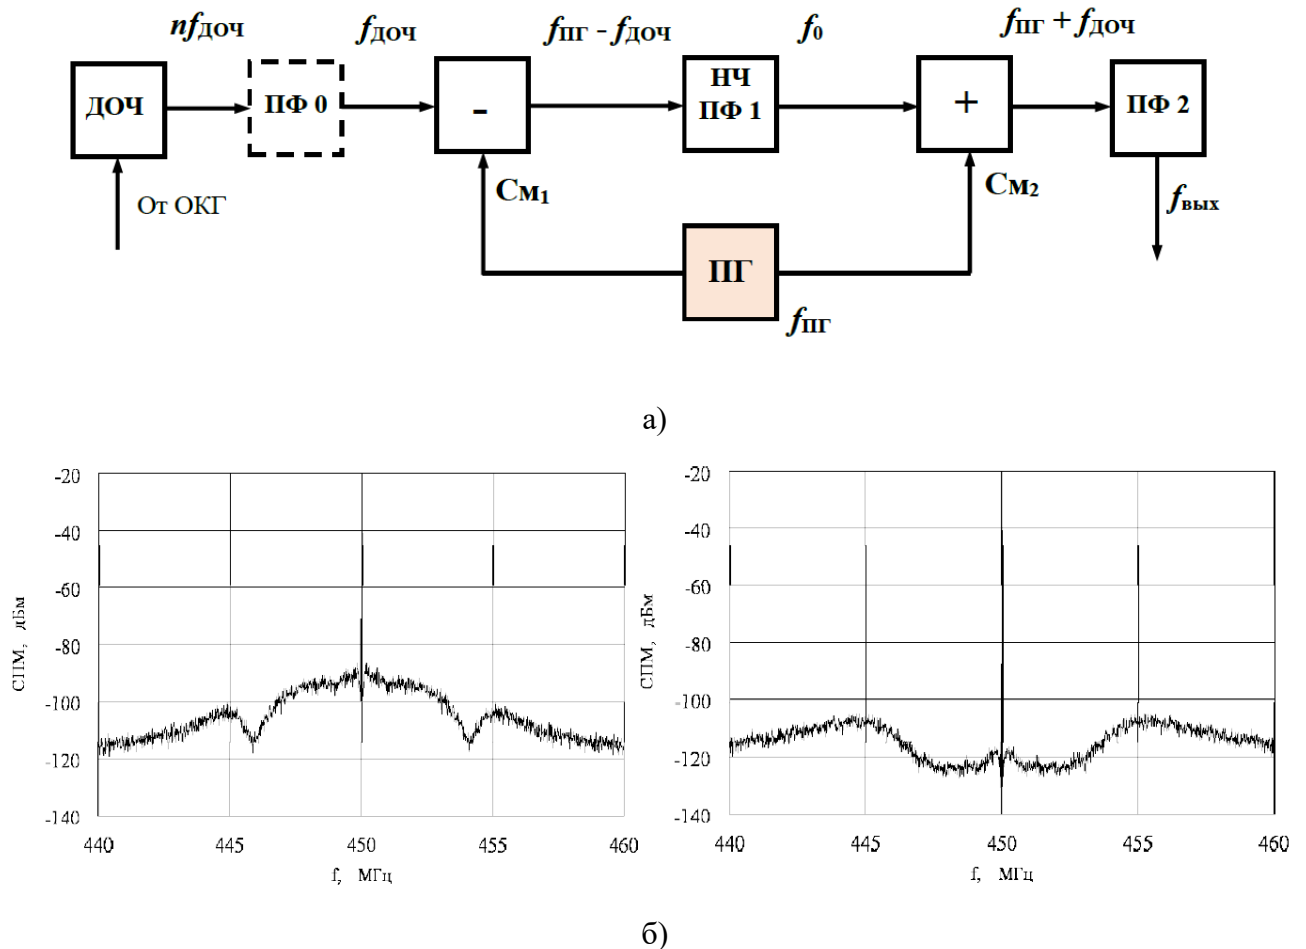 nfДОЧ
fДОЧ
fПГ - fДОЧ
f0
fПГ + fДОЧ
ДОЧ
ПФ 0
-
НЧ
ПФ 1
+
ПФ 2
От ОКГ
См1
См2
fвых
ПГ
fПГ
а)
-20
-40
-60
-80
-100
-120
-140
СПМ, дБм
440
445
450
455
460
f, МГц
-20
-40
-60
-80
-100
-120
-140
СПМ, дБм
440
445
450
455
460
f, МГц
б)